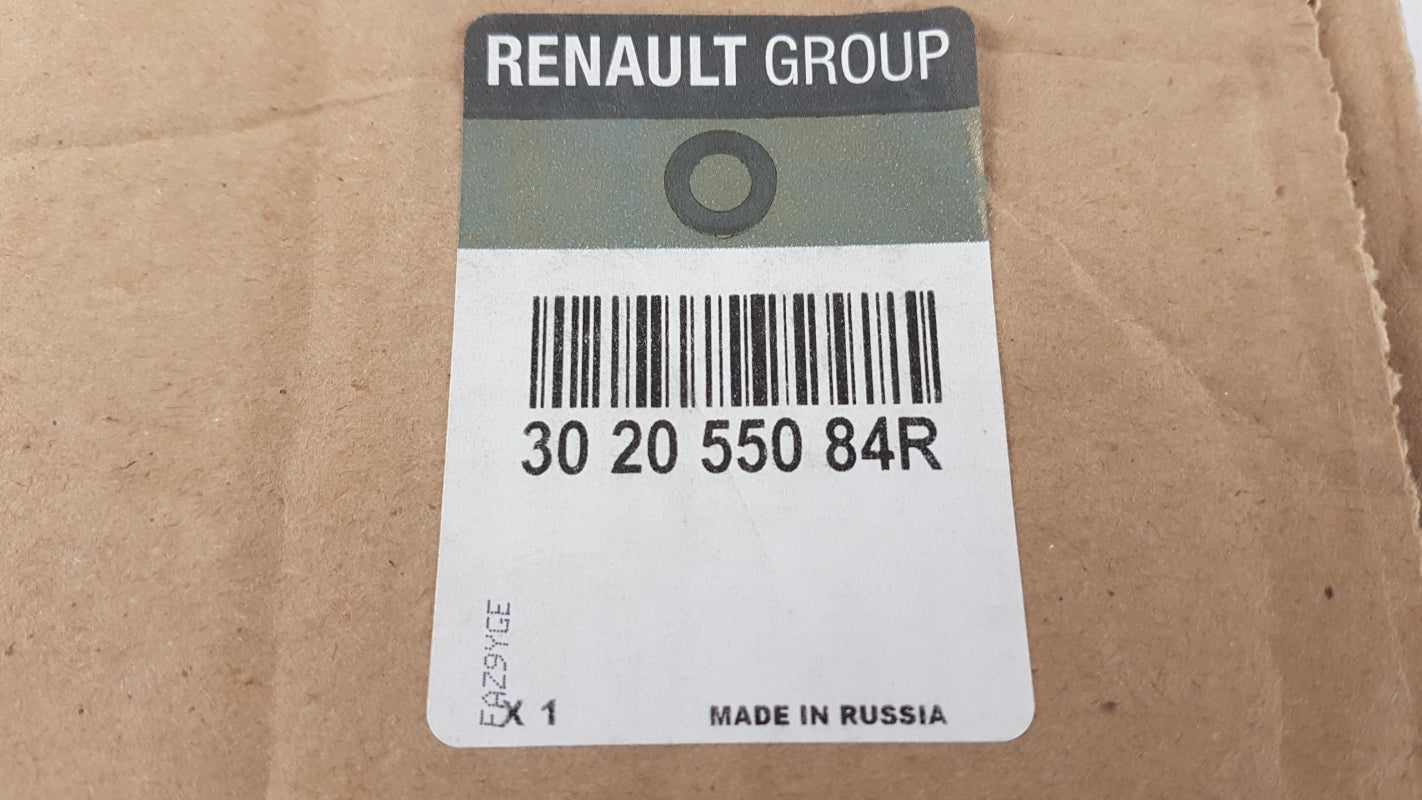 RENAULT GROUP
30 20 550 84R
EAZ9YGE
X 1
MADE IN RUSSIA